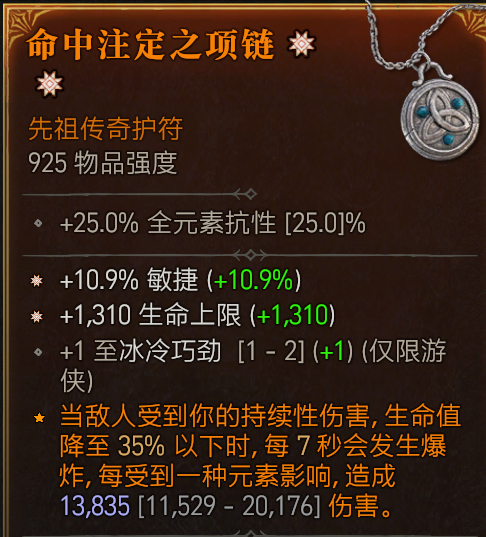 命中注定之项链
先祖传奇护符
925 物品强度
+25.0% 全元素抗性 [25.0]%
+10.9% 敏捷 (+10.9%)
+1,310 生命上限 (+1,310)
+1 至冰冷巧劲 [1 - 2] (+1) (仅限游
侠)
当敌人受到你的持续性伤害, 生命值
降至 35% 以下时, 每 7 秒会发生爆
炸, 每受到一种元素影响, 造成
13,835 [11,529 - 20,176] 伤害。